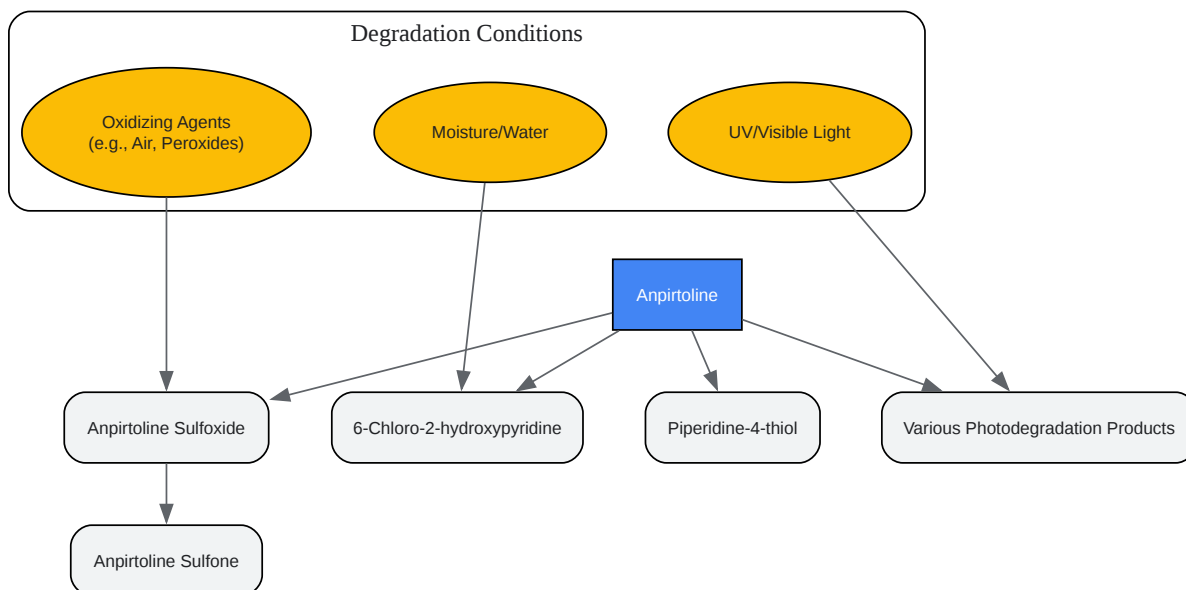 Degradation Conditions
Oxidizing Agents
(e.g., Air, Peroxides)
Moisture/Water
UV/Visible Light
Anpirtoline
Anpirtoline Sulfoxide
6-Chloro-2-hydroxypyridine
Piperidine-4-thiol
Various Photodegradation Products
Anpirtoline Sulfone